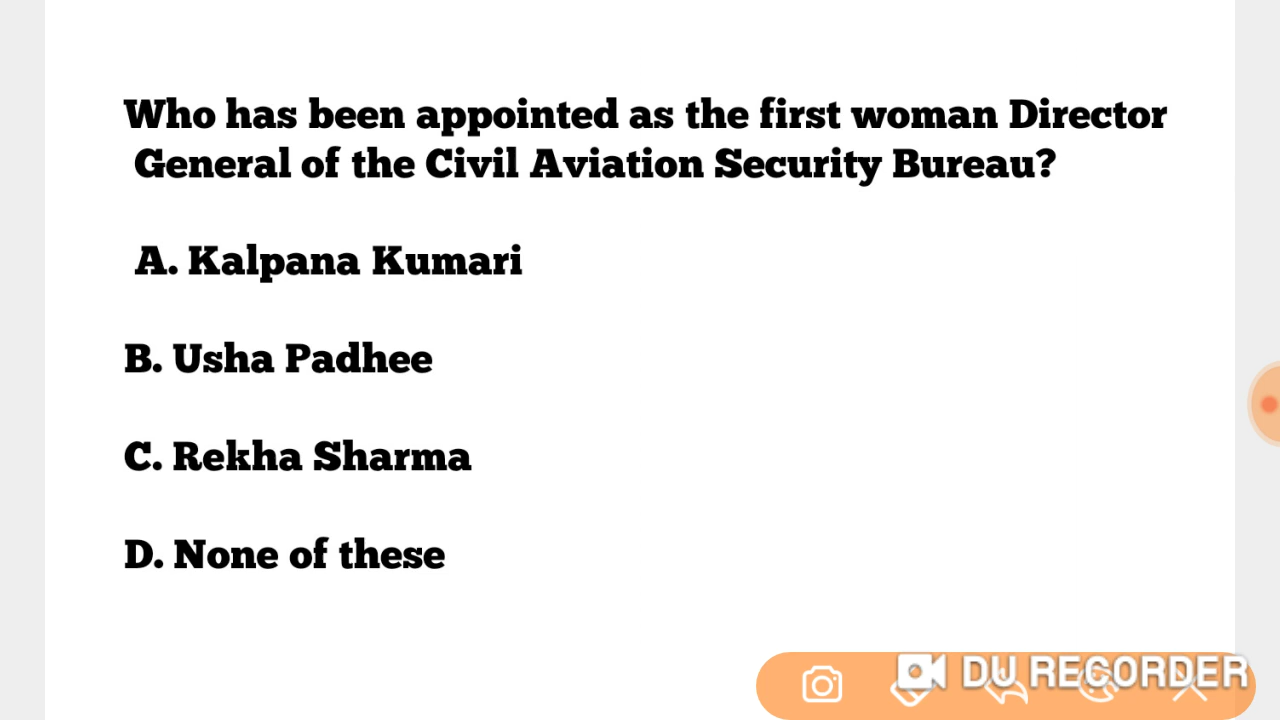 Who has been appointed as the first woman Director
General of the Civil Aviation Security Bureau?
A. Kalpana Kumari
B. Usha Padhee
C. Rekha Sharma
D. None of these
DU RECORDER